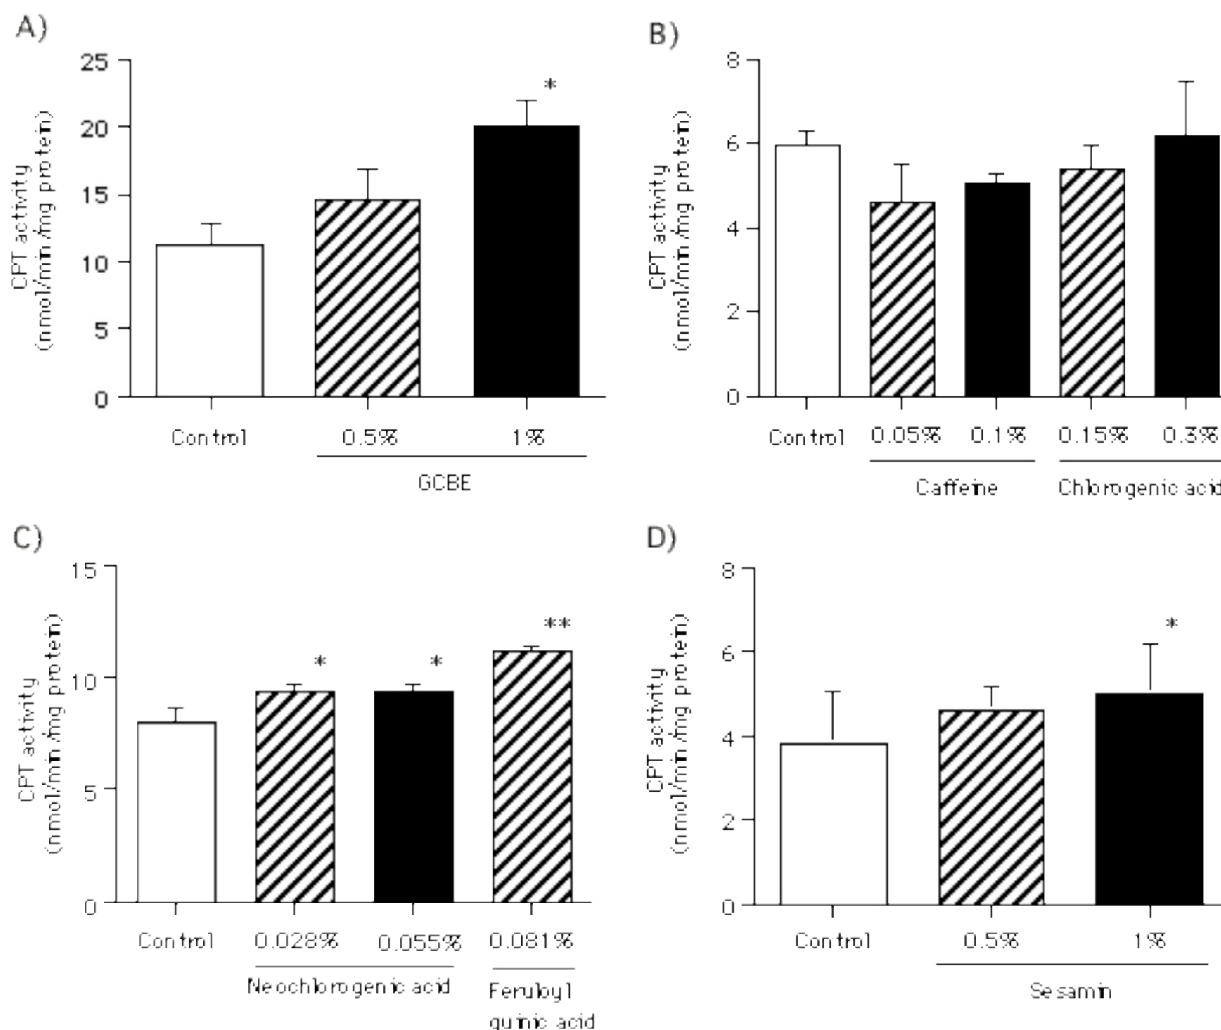 A)
CPT activity
(nmol/min/mg protein)
25
20
15
10
5
0
*
Control
0.5%
1%
GCBE
B)
CPT activity
(nmol/min/mg protein)
8
6
4
2
0
Control
0.05%
0.1%
0.15%
0.3%
Caffeine
Chlorogenic acid
C)
CPT activity
(nmol/min/mg protein)
15
10
5
0
*
*
**
Control
0.028%
0.055%
0.081%
Neochlorogenic acid
Feruloyl
quinic acid
D)
CPT activity
(nmol/min/mg protein)
8
6
4
2
0
*
Control
0.5%
1%
Sesamin